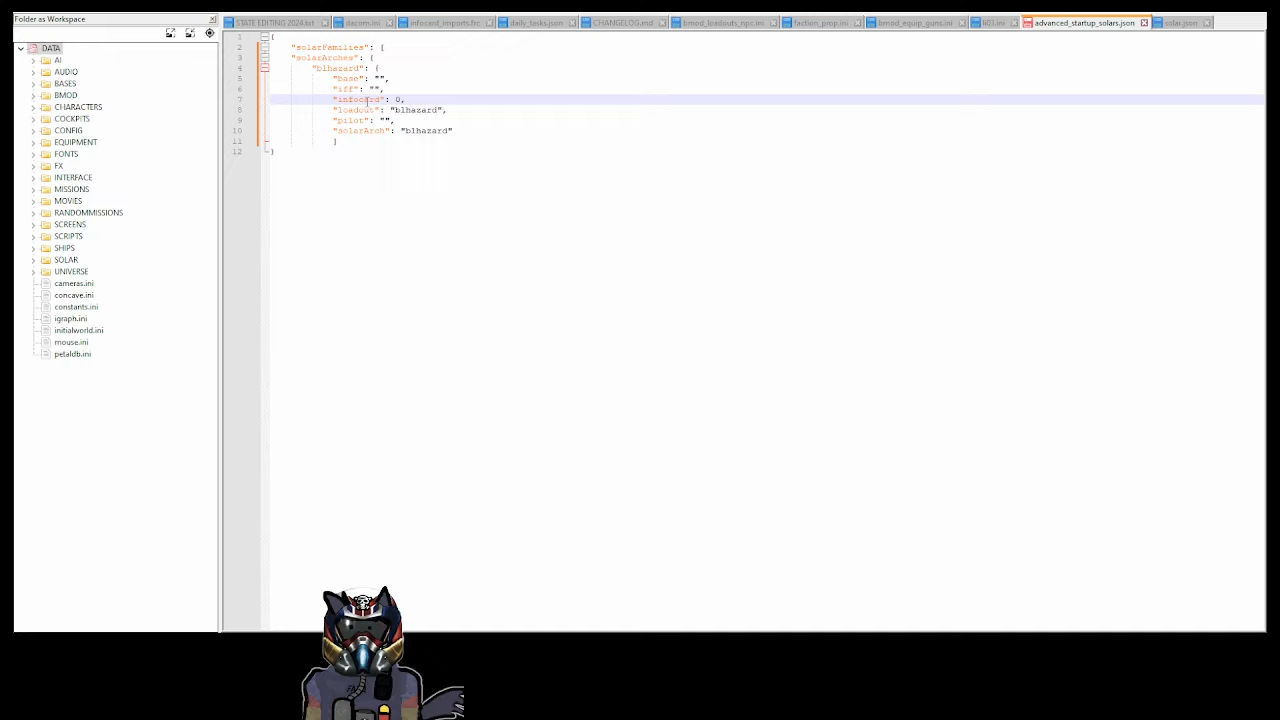 Folder as Workspace
STATE EDITING 2024.txt
dacom.ini
infocard_imports.frc
daily_tasks.json
CHANGELOG.md
bmod_loadouts_npc.ini
faction_prop.ini
bmod_equip_guns.ini
li03.ini
advanced_startup_solars.json
solar.json
DATA
AI
AUDIO
BASES
BMOD
CHARACTERS
COCKPITS
CONFIG
EQUIPMENT
FONTS
FX
INTERFACE
MISSIONS
MOVIES
RANDOMMISSIONS
SCREENS
SCRIPTS
SHIPS
SOLAR
UNIVERSE
cameras.ini
concave.ini
constants.ini
igraph.ini
initialworld.ini
mouse.ini
petaldb.ini
1 {
2 "solarFamilies": [
3 "solarArches": {
4 "blhazard": {
5 "base": "",
6 "iff": "",
7 "infocard": 0,
8 "loadout": "blhazard",
9 "pilot": "",
10 "solarArch": "blhazard"
11 ]
12 }